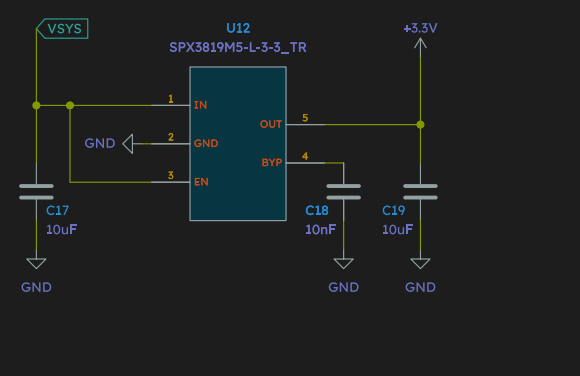 VSYS
U12
SPX3819M5-L-3-3_TR
+3.3V
1
IN
OUT
5
GND
2
GND
BYP
4
3
EN
C17
10uF
C18
10nF
C19
10uF
GND
GND
GND